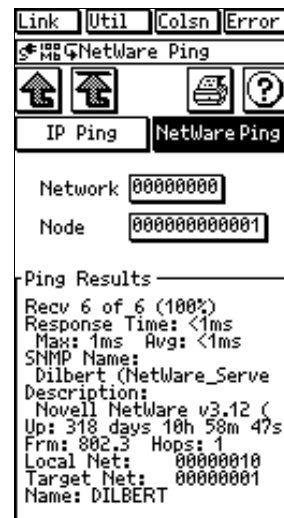 Link Util Colsn Error
NetWare Ping
IP Ping NetWare Ping
Network 00000000
Node 000000000001
Ping Results
Recv 6 of 6 (100%)
Response Time: <1ms
Max: 1ms Avg: <1ms
SNMP Name:
Dilbert (NetWare_Serve
Description:
Novell NetWare v3.12 (
Up: 318 days 10h 58m 47s
Frm: 802.3 Hops: 1
Local Net: 00000010
Target Net: 00000001
Name: DILBERT